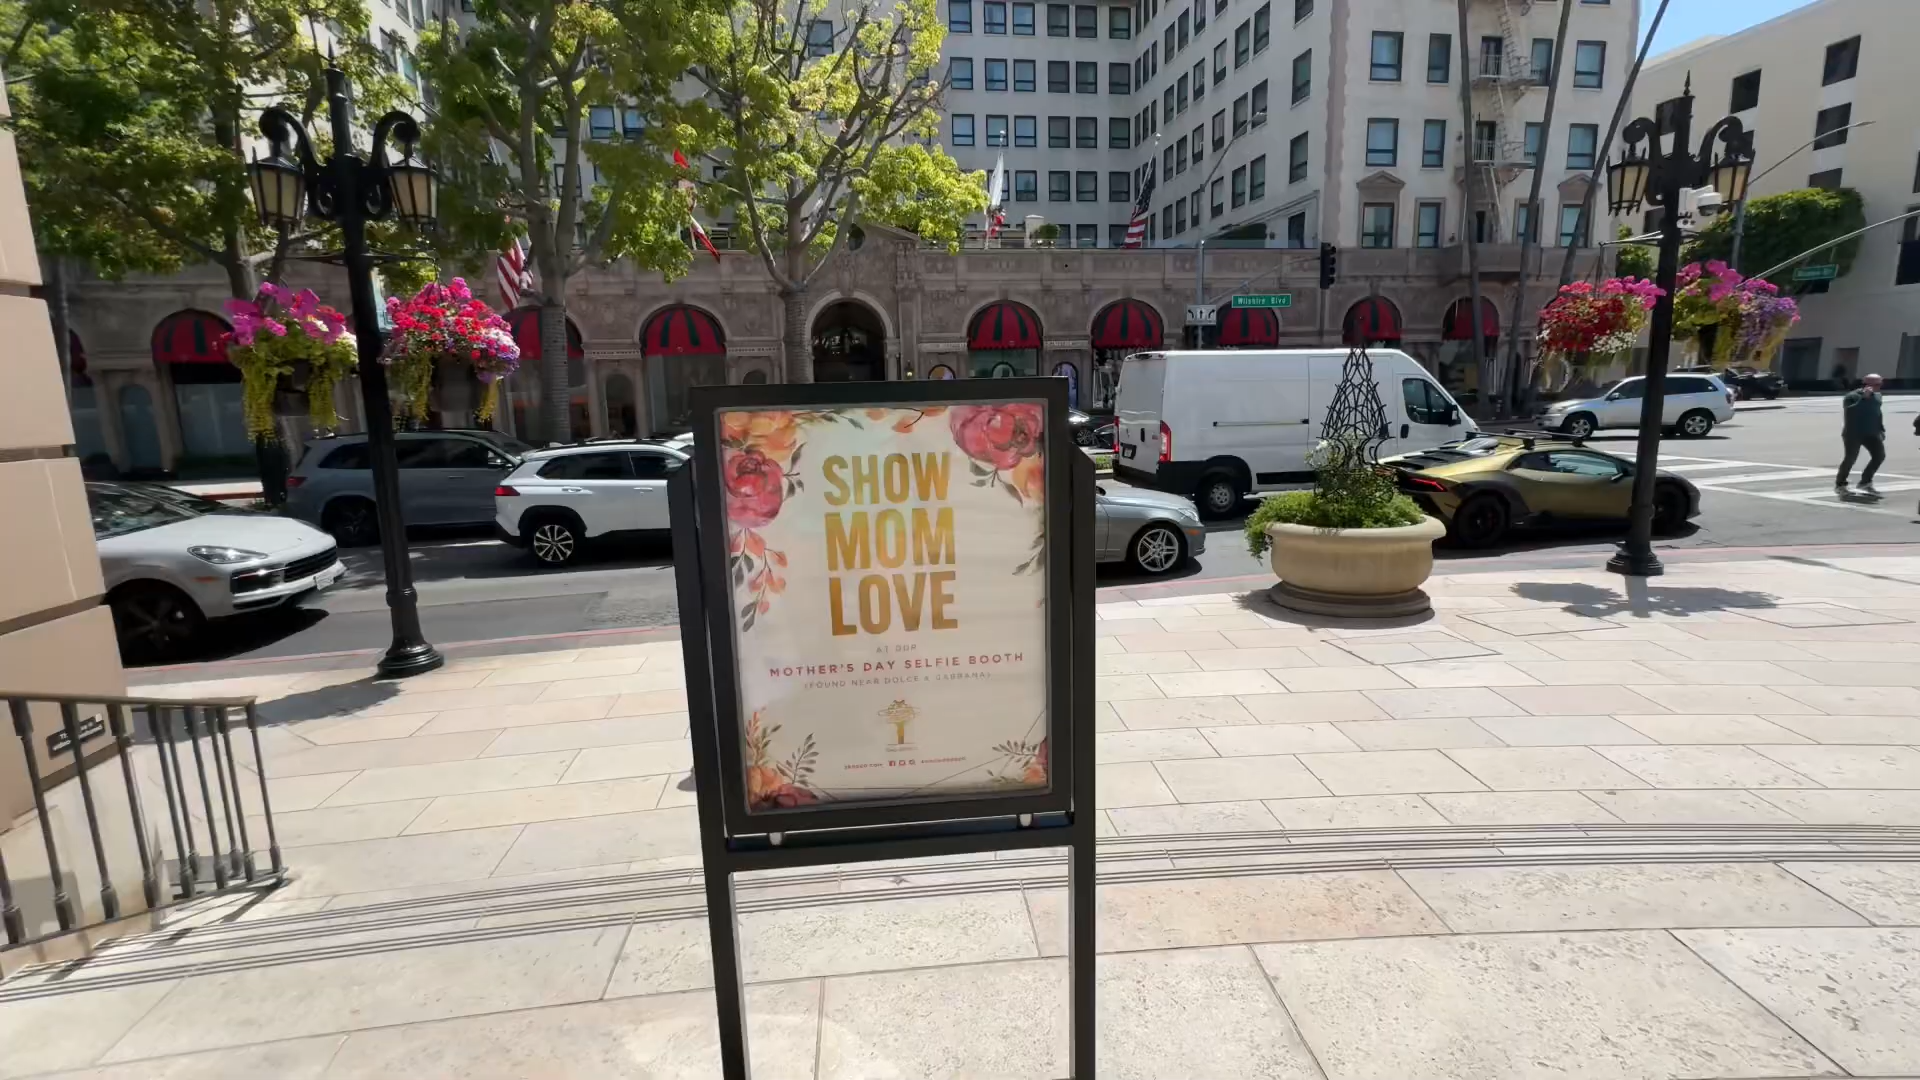 Wilshire Blvd
SHOW
MOM
LOVE
AT OUR
MOTHER'S DAY SELFIE BOOTH
(FOUND NEAR DOLCE & GABBANA)